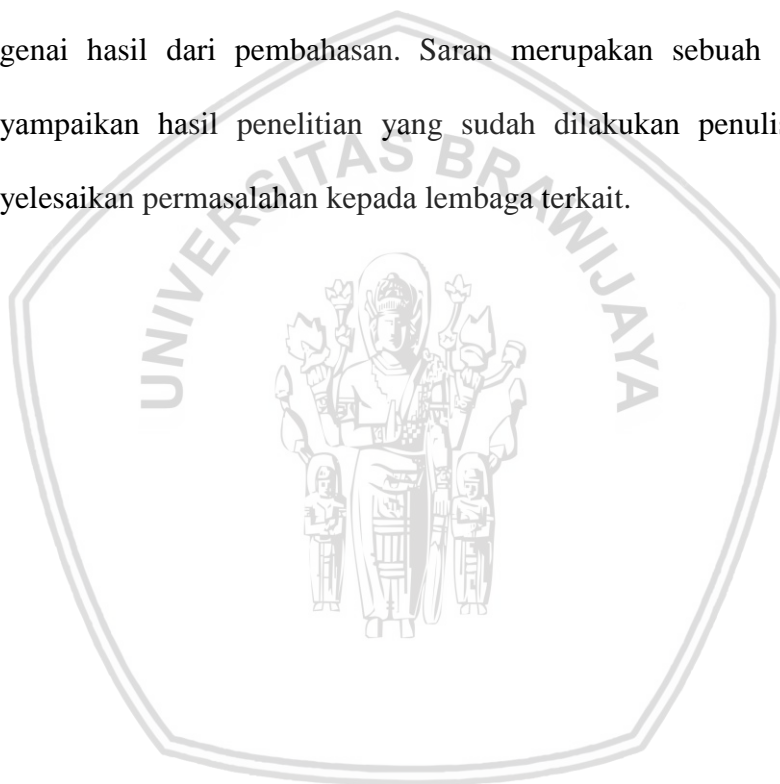 genai hasil dari pembahasan. Saran merupakan sebuah
yampaikan hasil penelitian yang sudah dilakukan penulis
yelesaikan permasalahan kepada lembaga terkait.
UNIVERSITAS BRAWIJAYA